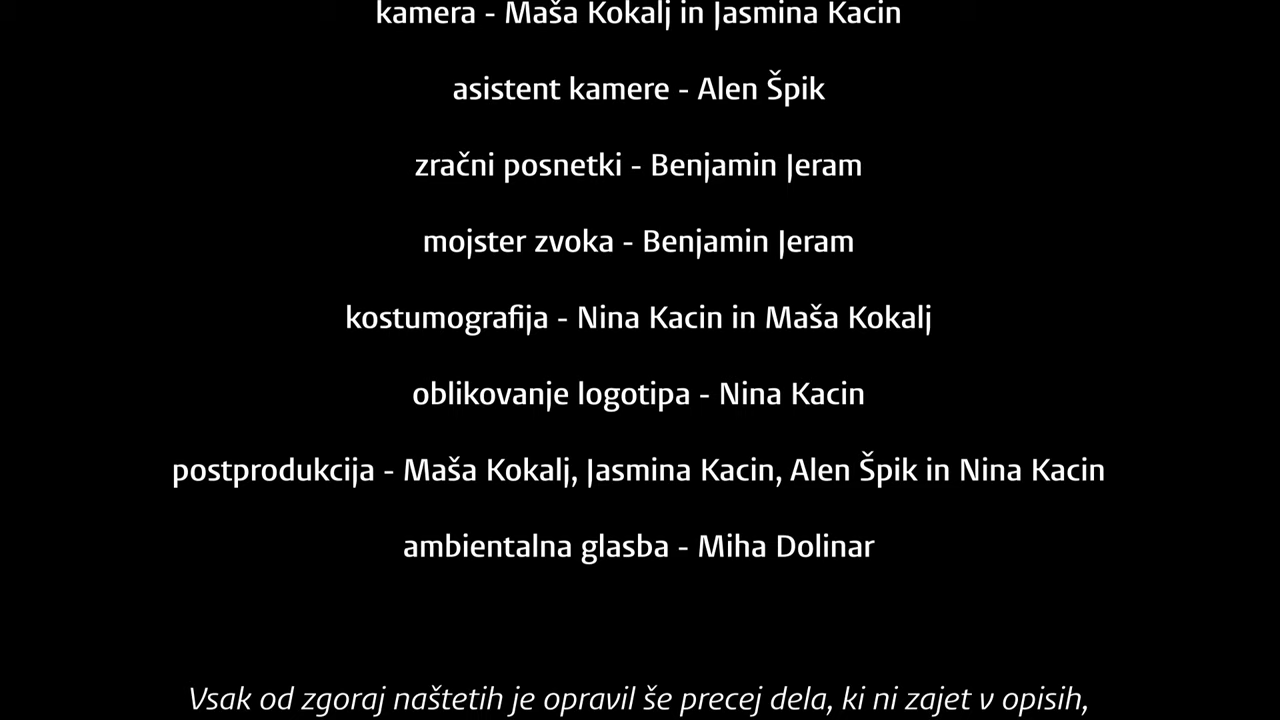 kamera - Maša Kokalj in Jasmina Kacin
asistent kamere - Alen Špik
zračni posnetki - Benjamin Jeram
mojster zvoka - Benjamin Jeram
kostumografija - Nina Kacin in Maša Kokalj
oblikovanje logotipa - Nina Kacin
postprodukcija - Maša Kokalj, Jasmina Kacin, Alen Špik in Nina Kacin
ambientalna glasba - Miha Dolinar
Vsak od zgoraj naštetih je opravil še precej dela, ki ni zajet v opisih,